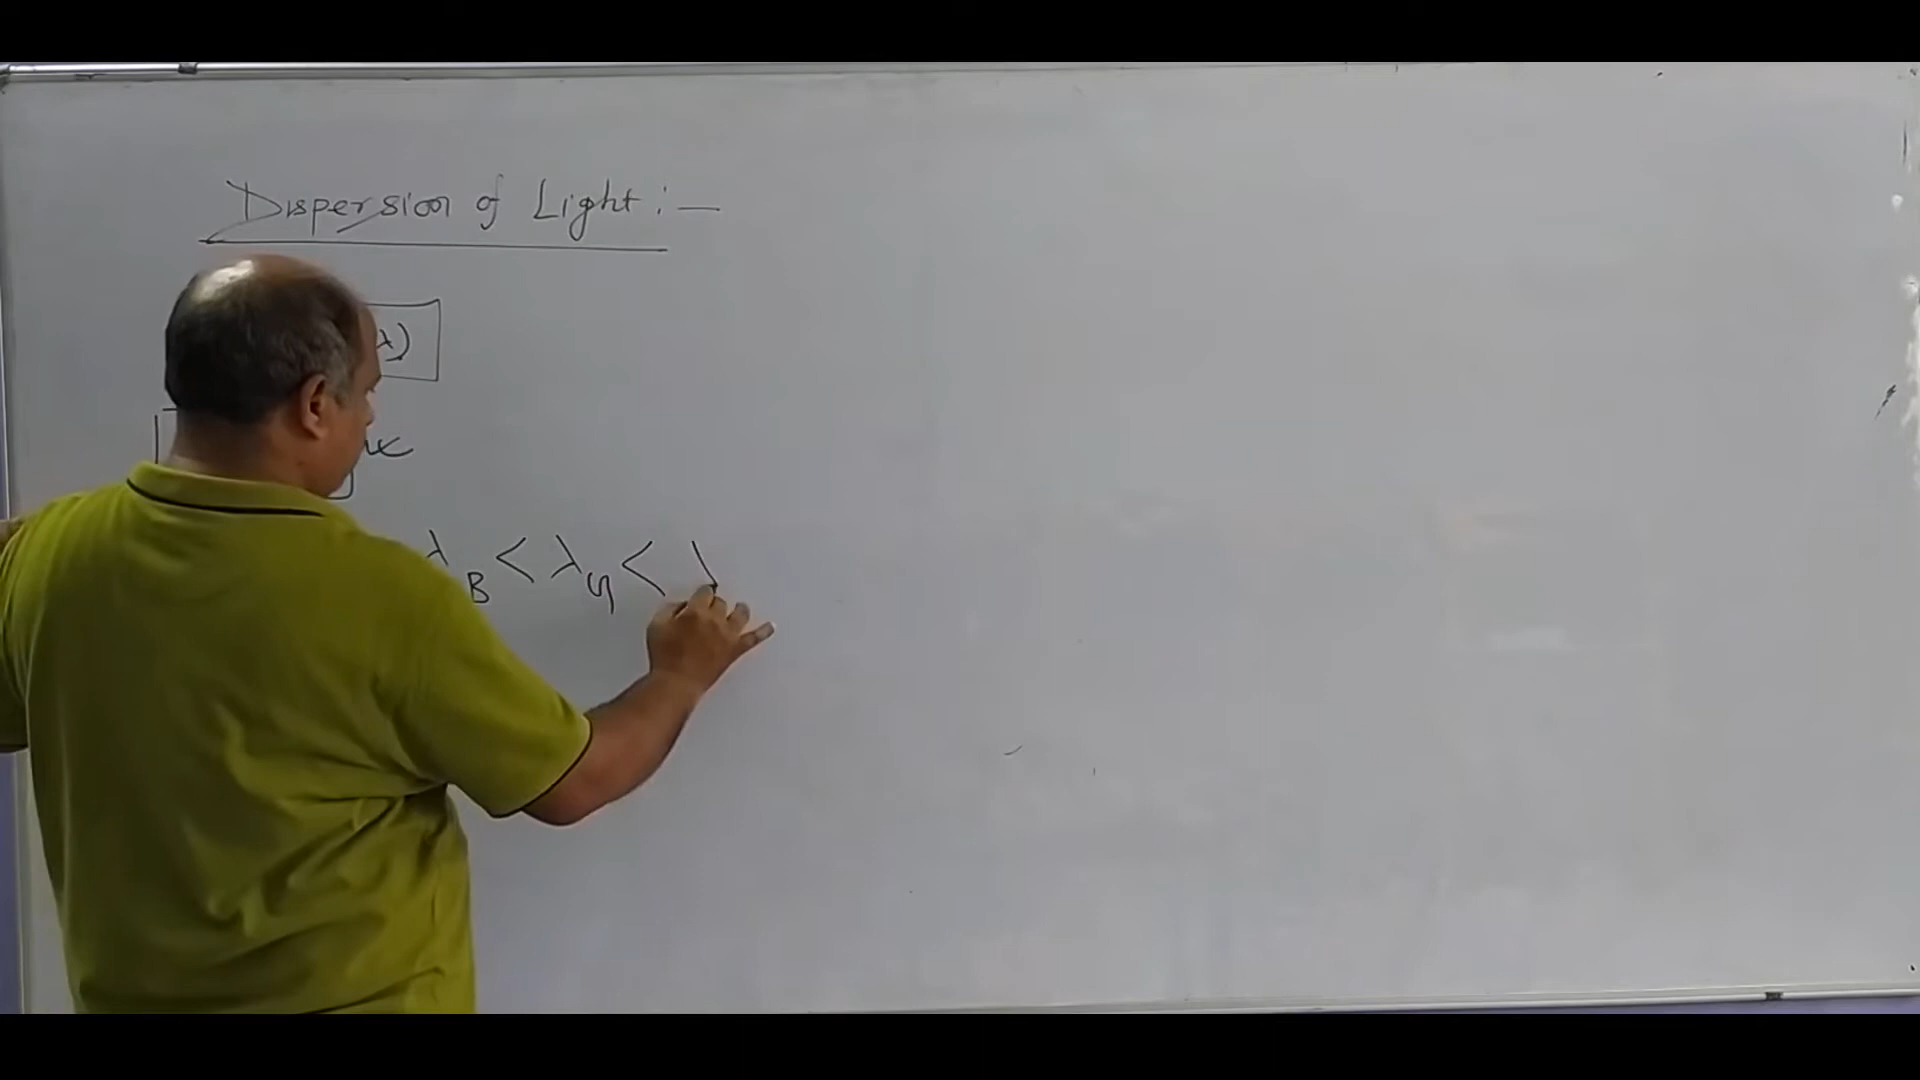 Dispersion of Light :—
λ)
λ_B < λ_G < λ